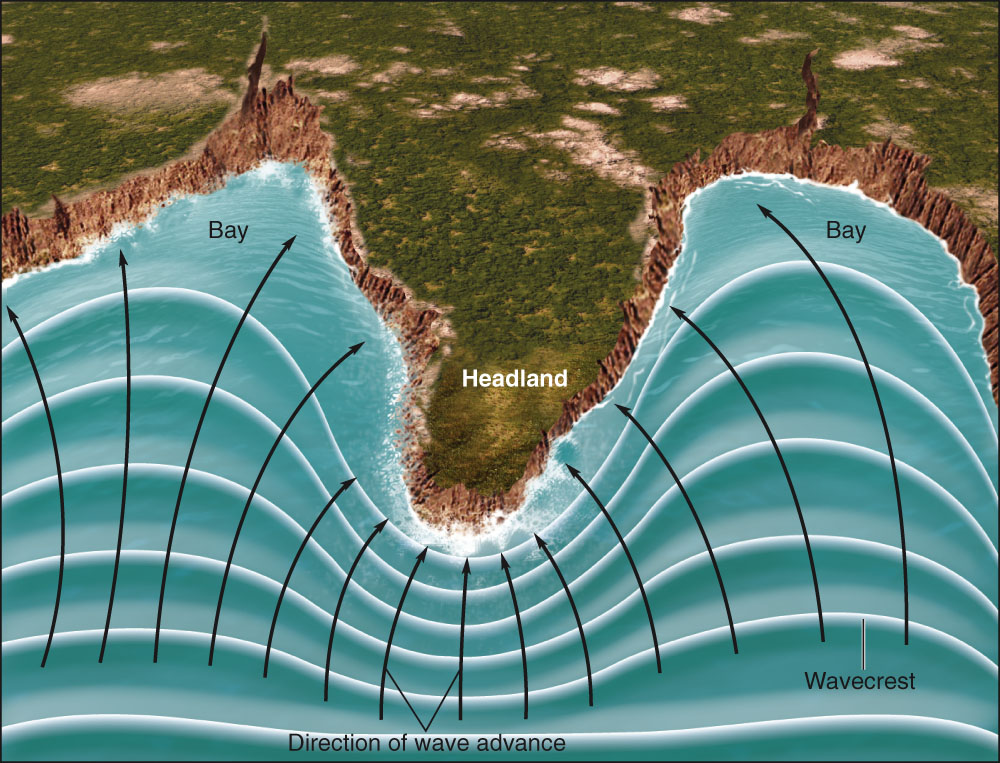 Bay
Bay
Headland
Wavecrest
Direction of wave advance